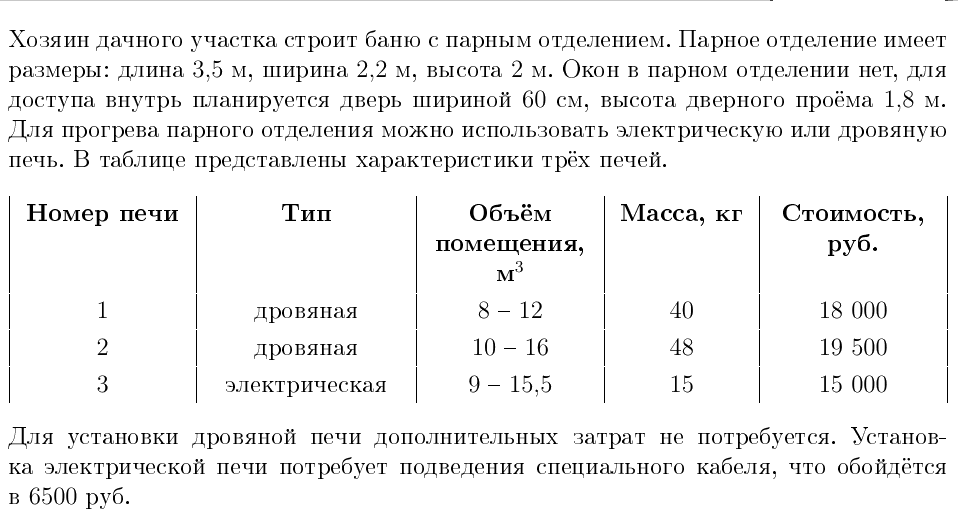 Хозяин дачного участка строит баню с парным отделением. Парное отделение имеет
размеры: длина 3,5 м, ширина 2,2 м, высота 2 м. Окон в парном отделении нет, для
доступа внутрь планируется дверь шириной 60 см, высота дверного проёма 1,8 м.
Для прогрева парного отделения можно использовать электрическую или дровяную
печь. В таблице представлены характеристики трёх печей.
Номер печи Тип Объём Масса, кг Стоимость,
помещения, руб.
м³
1 дровяная 8 – 12 40 18 000
2 дровяная 10 – 16 48 19 500
3 электрическая 9 – 15,5 15 15 000
Для установки дровяной печи дополнительных затрат не потребуется. Установ-
ка электрической печи потребует подведения специального кабеля, что обойдётся
в 6500 руб.